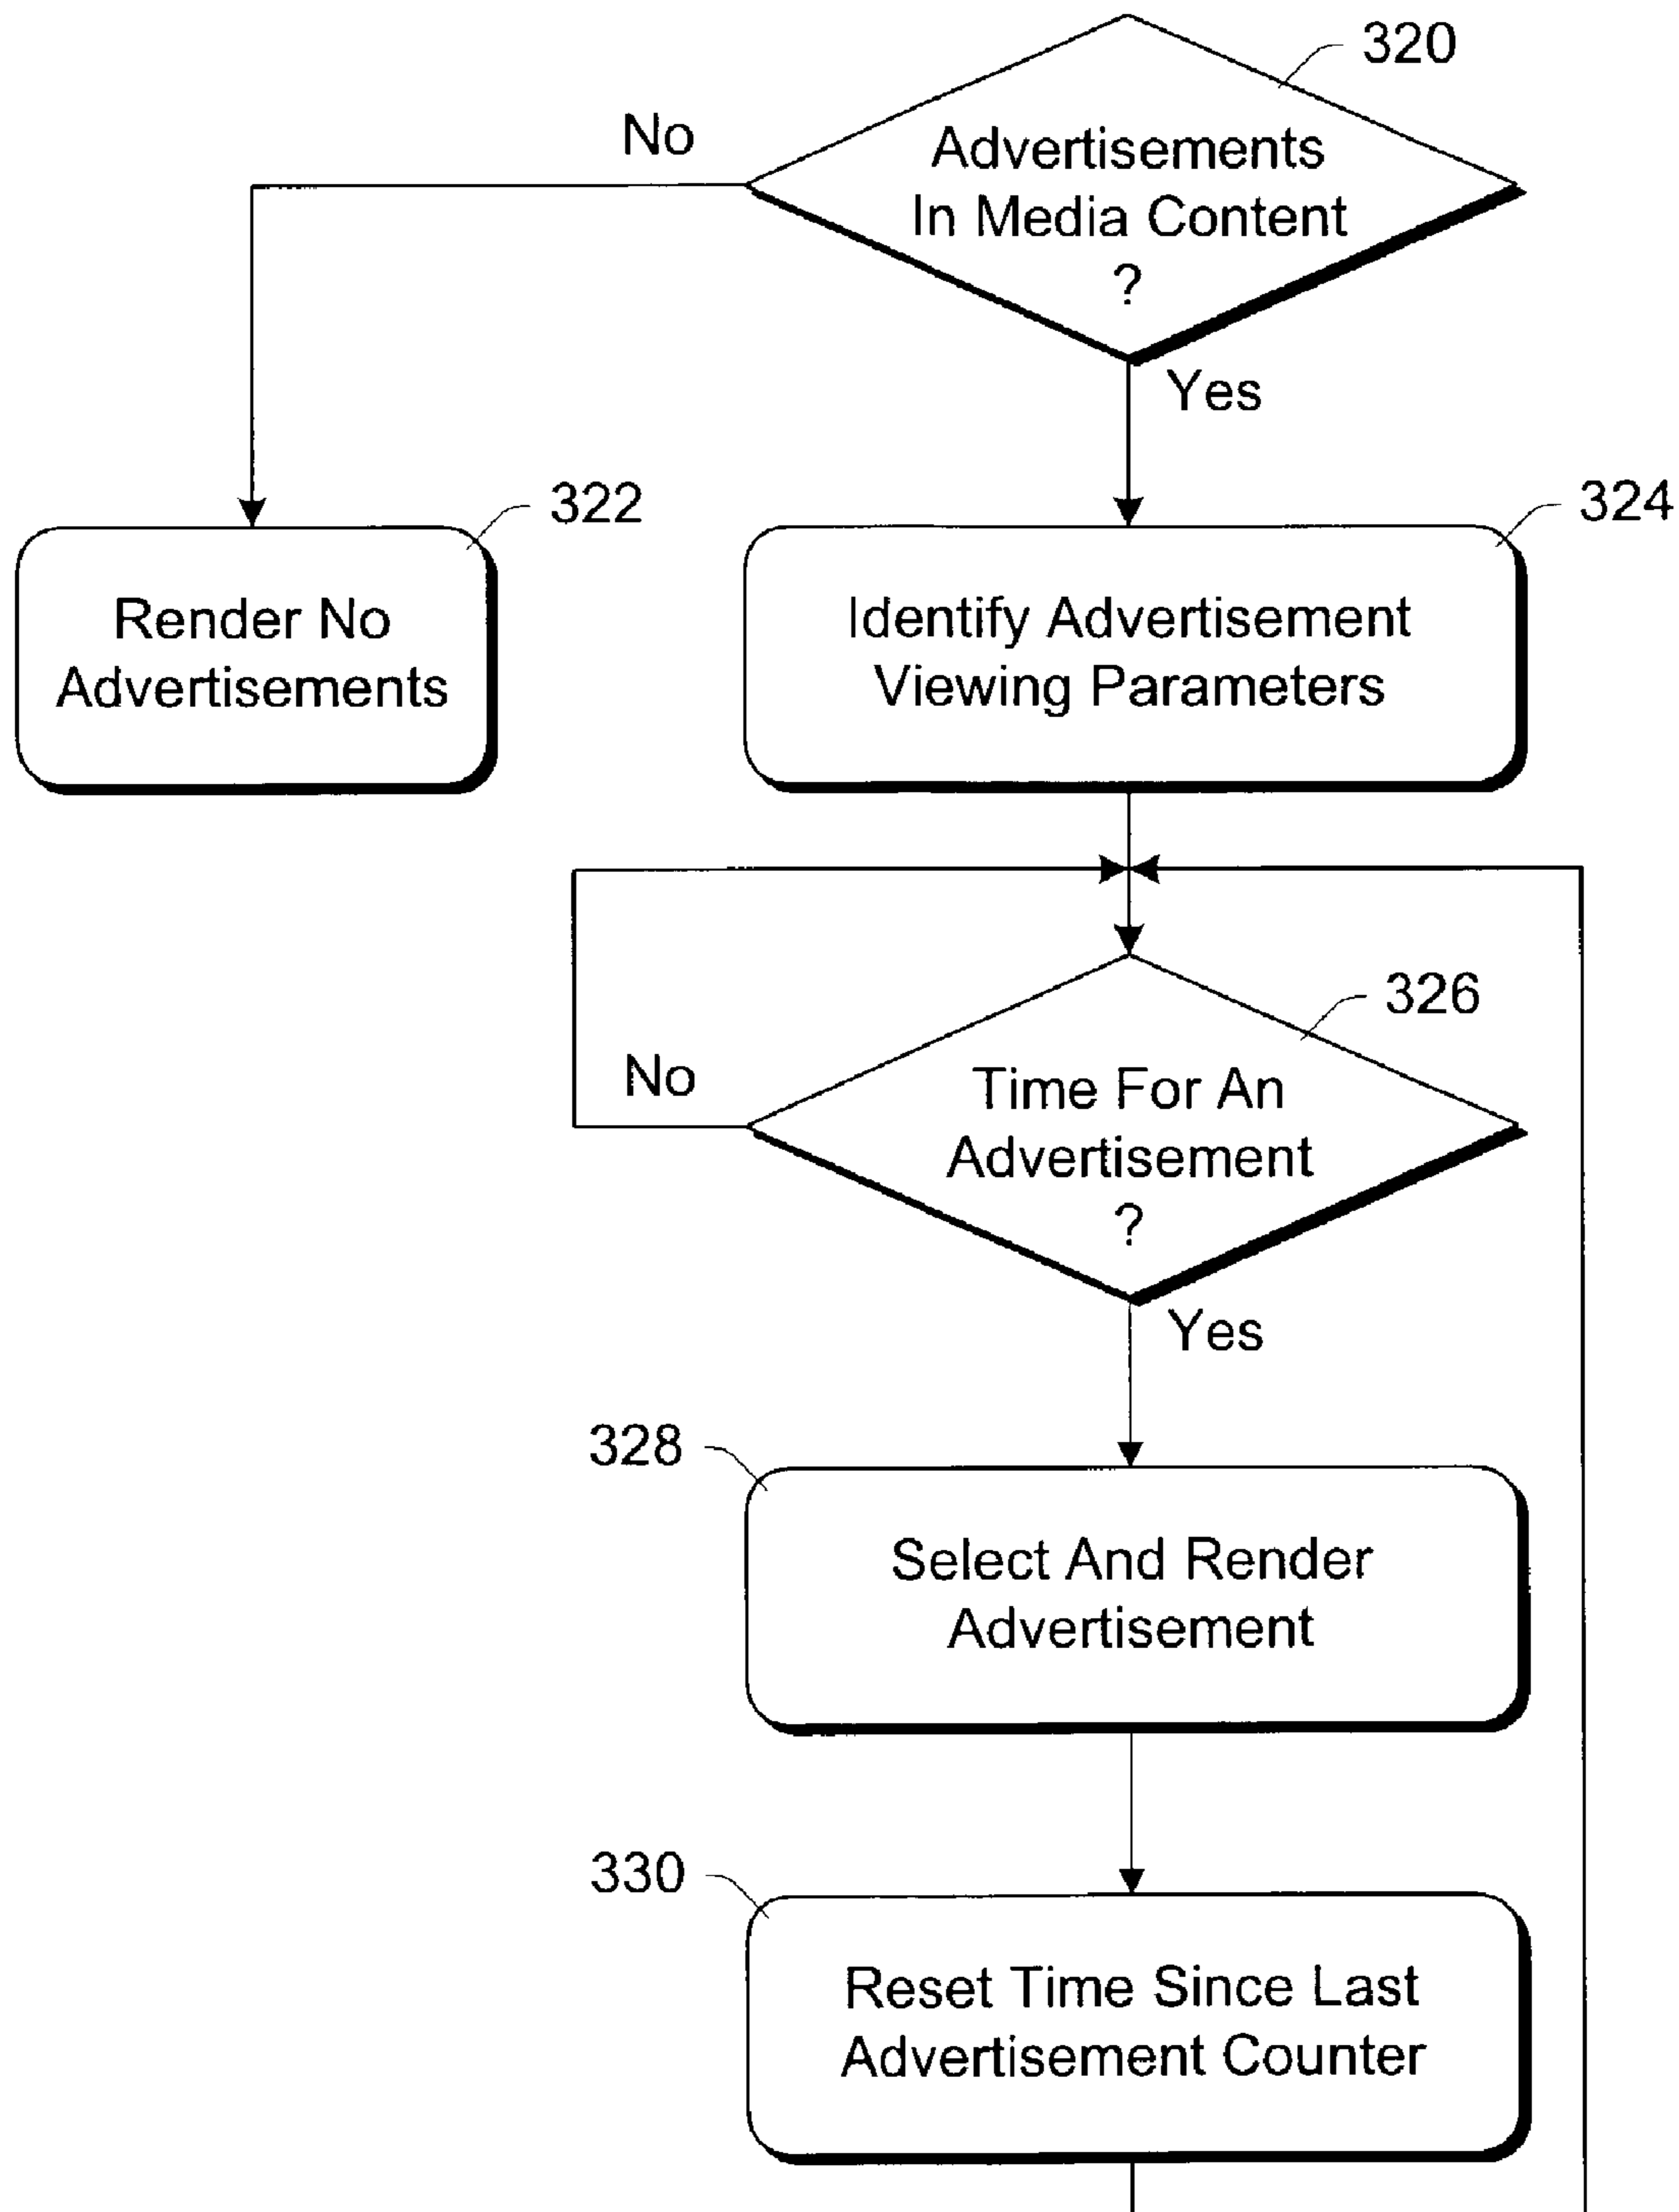 320
No
Advertisements
In Media Content
?
Yes
322
324
Render No
Advertisements
Identify Advertisement
Viewing Parameters
326
No
Time For An
Advertisement
?
Yes
328
Select And Render
Advertisement
330
Reset Time Since Last
Advertisement Counter